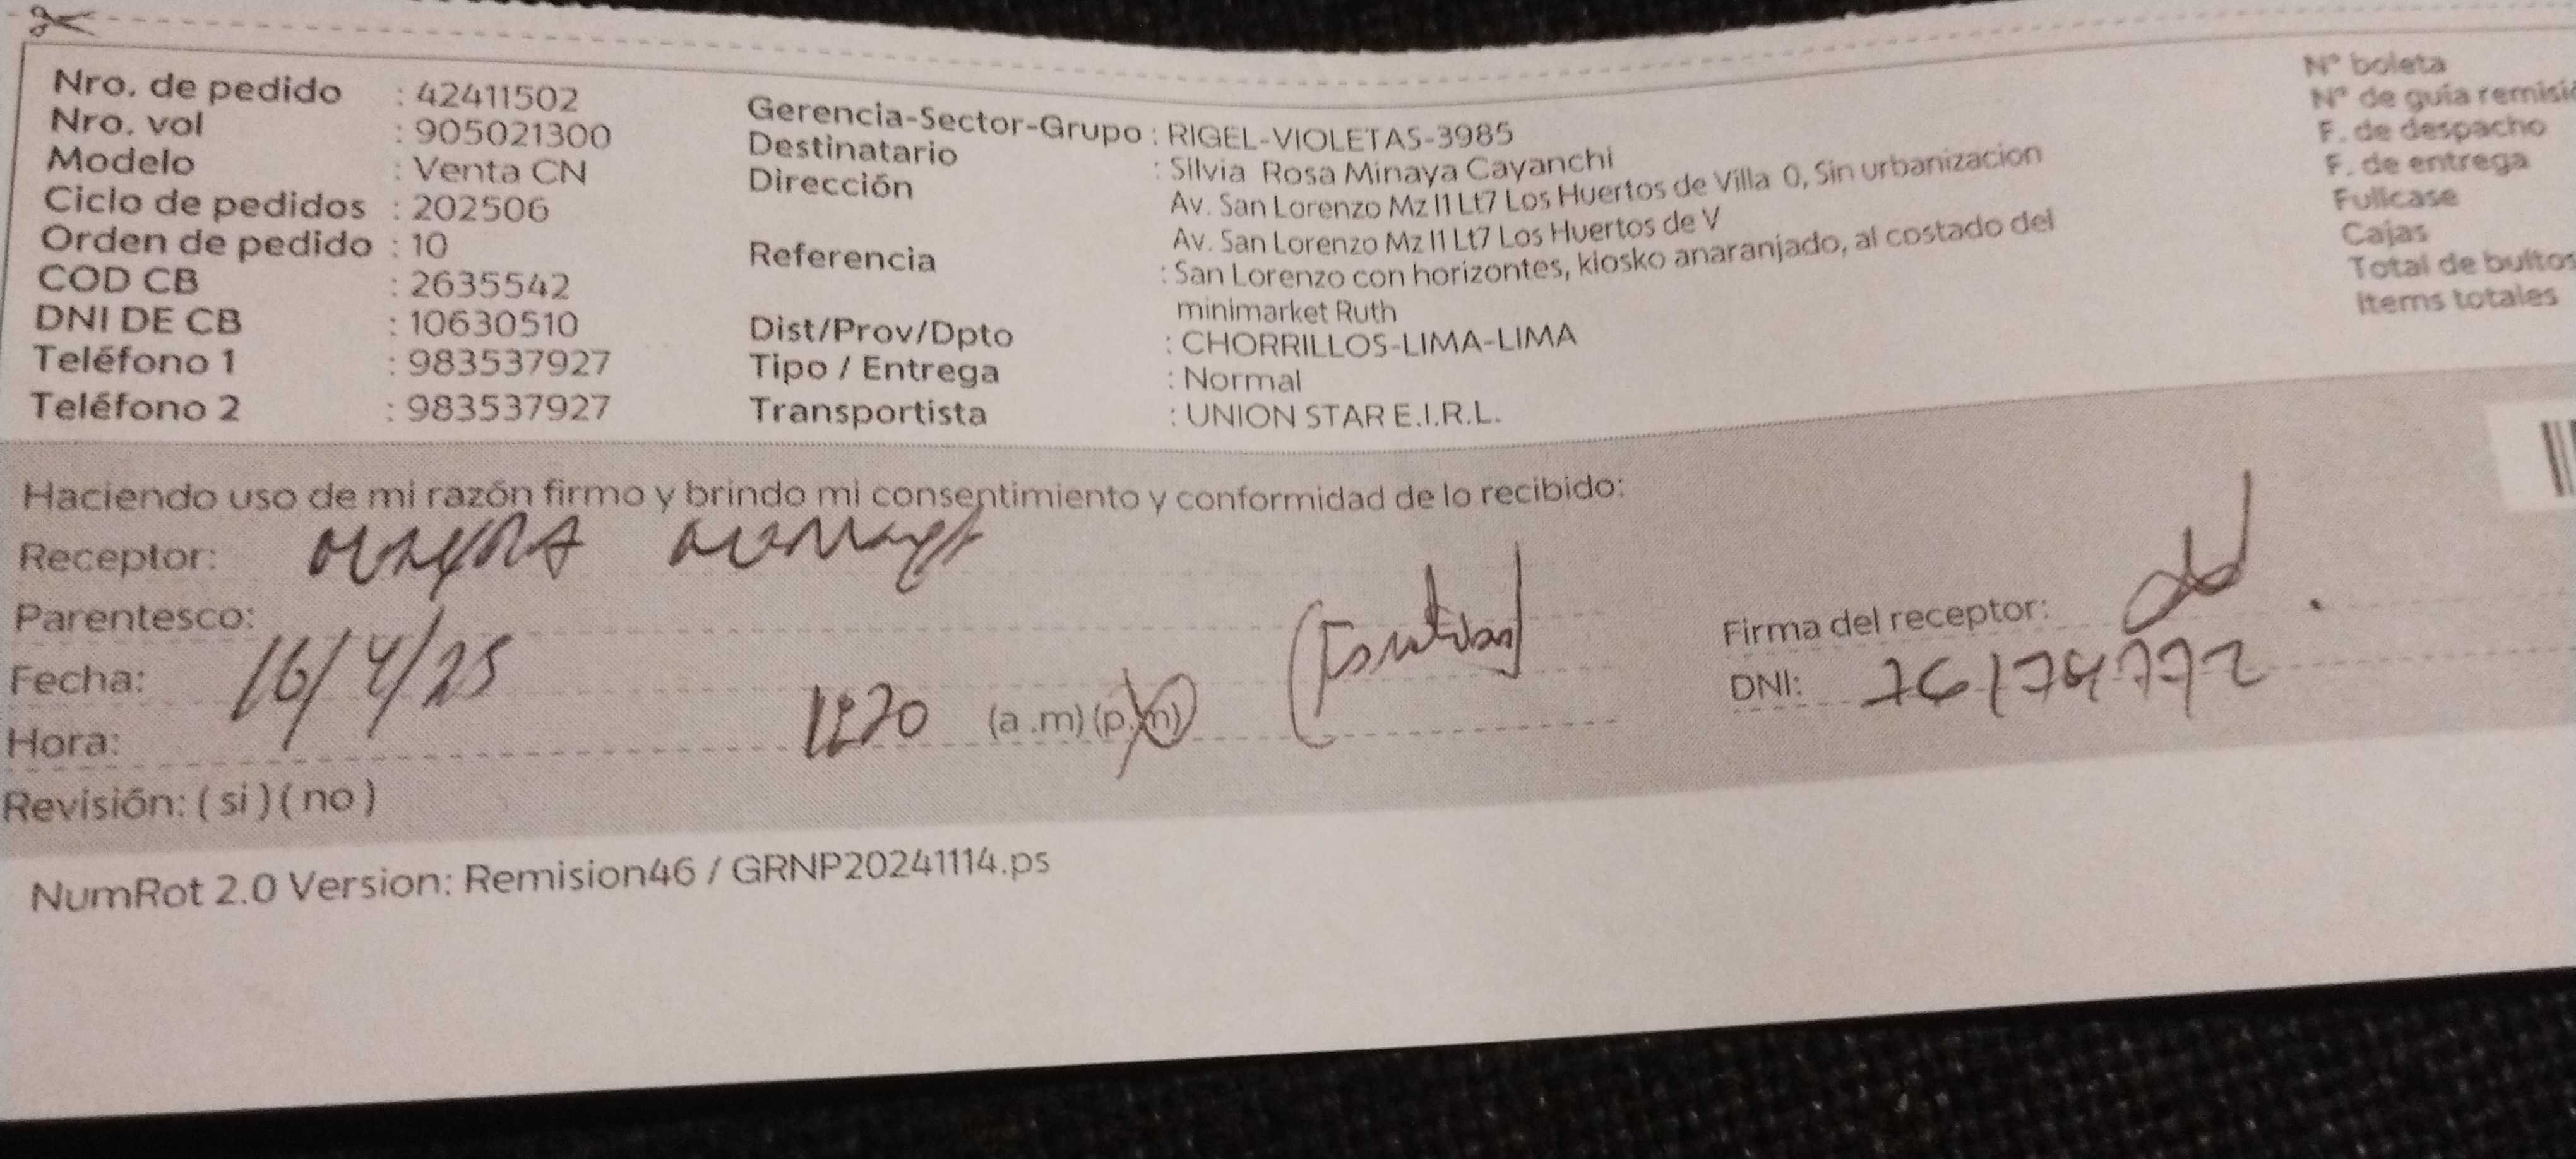 Nro. de pedido : 42411502
Nro. vol : 905021300
Modelo : Venta CN
Ciclo de pedidos : 202506
Orden de pedido : 10
COD CB : 2635542
DNI DE CB : 10630510
Teléfono 1 : 983537927
Teléfono 2 : 983537927
Gerencia-Sector-Grupo : RIGEL-VIOLETAS-3985
Destinatario : Silvia Rosa Minaya Cayanchi
Dirección Av. San Lorenzo Mz I1 Lt7 Los Huertos de Villa 0, Sin urbanizacion
Av. San Lorenzo Mz I1 Lt7 Los Huertos de V
Referencia : San Lorenzo con horizontes, kiosko anaranjado, al costado del
minimarket Ruth
Dist/Prov/Dpto : CHORRILLOS-LIMA-LIMA
Tipo / Entrega : Normal
Transportista : UNION STAR E.I.R.L.
N° boleta
N° de guía remisió
F. de despacho
F. de entrega
Fullcase
Cajas
Total de bultos
Items totales
Haciendo uso de mi razón firmo y brindo mi consentimiento y conformidad de lo recibido:
Receptor:
Parentesco:
Fecha: 16/4/25
Hora: (a .m) (p.m)
Revisión: ( si ) ( no )
Firma del receptor:
DNI:
NumRot 2.0 Version: Remision46 / GRNP20241114.ps